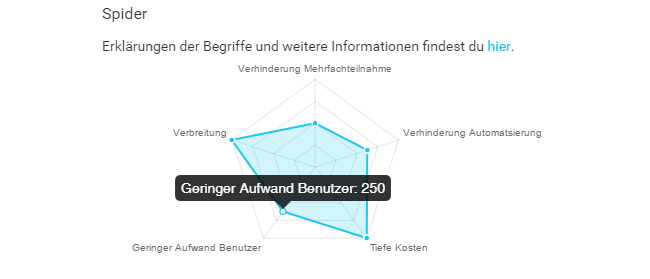 Spider
Erklärungen der Begriffe und weitere Informationen findest du hier.
Verhinderung Mehrfachteilnahme
Verbreitung
Verhinderung Automatsierung
Geringer Aufwand Benutzer: 250
Geringer Aufwand Benutzer
Tiefe Kosten